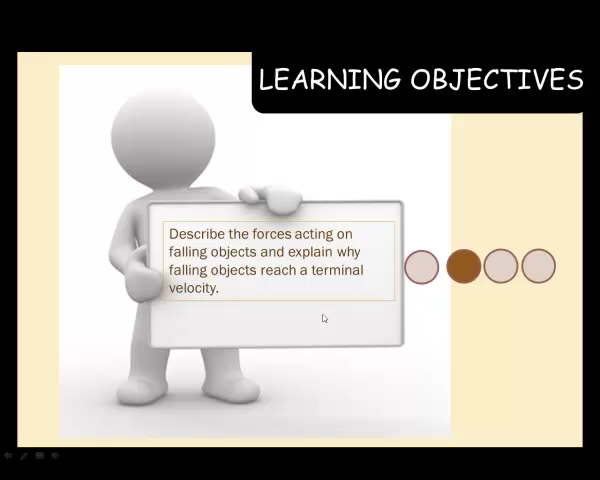 LEARNING OBJECTIVES
Describe the forces acting on
falling objects and explain why
falling objects reach a terminal
velocity.